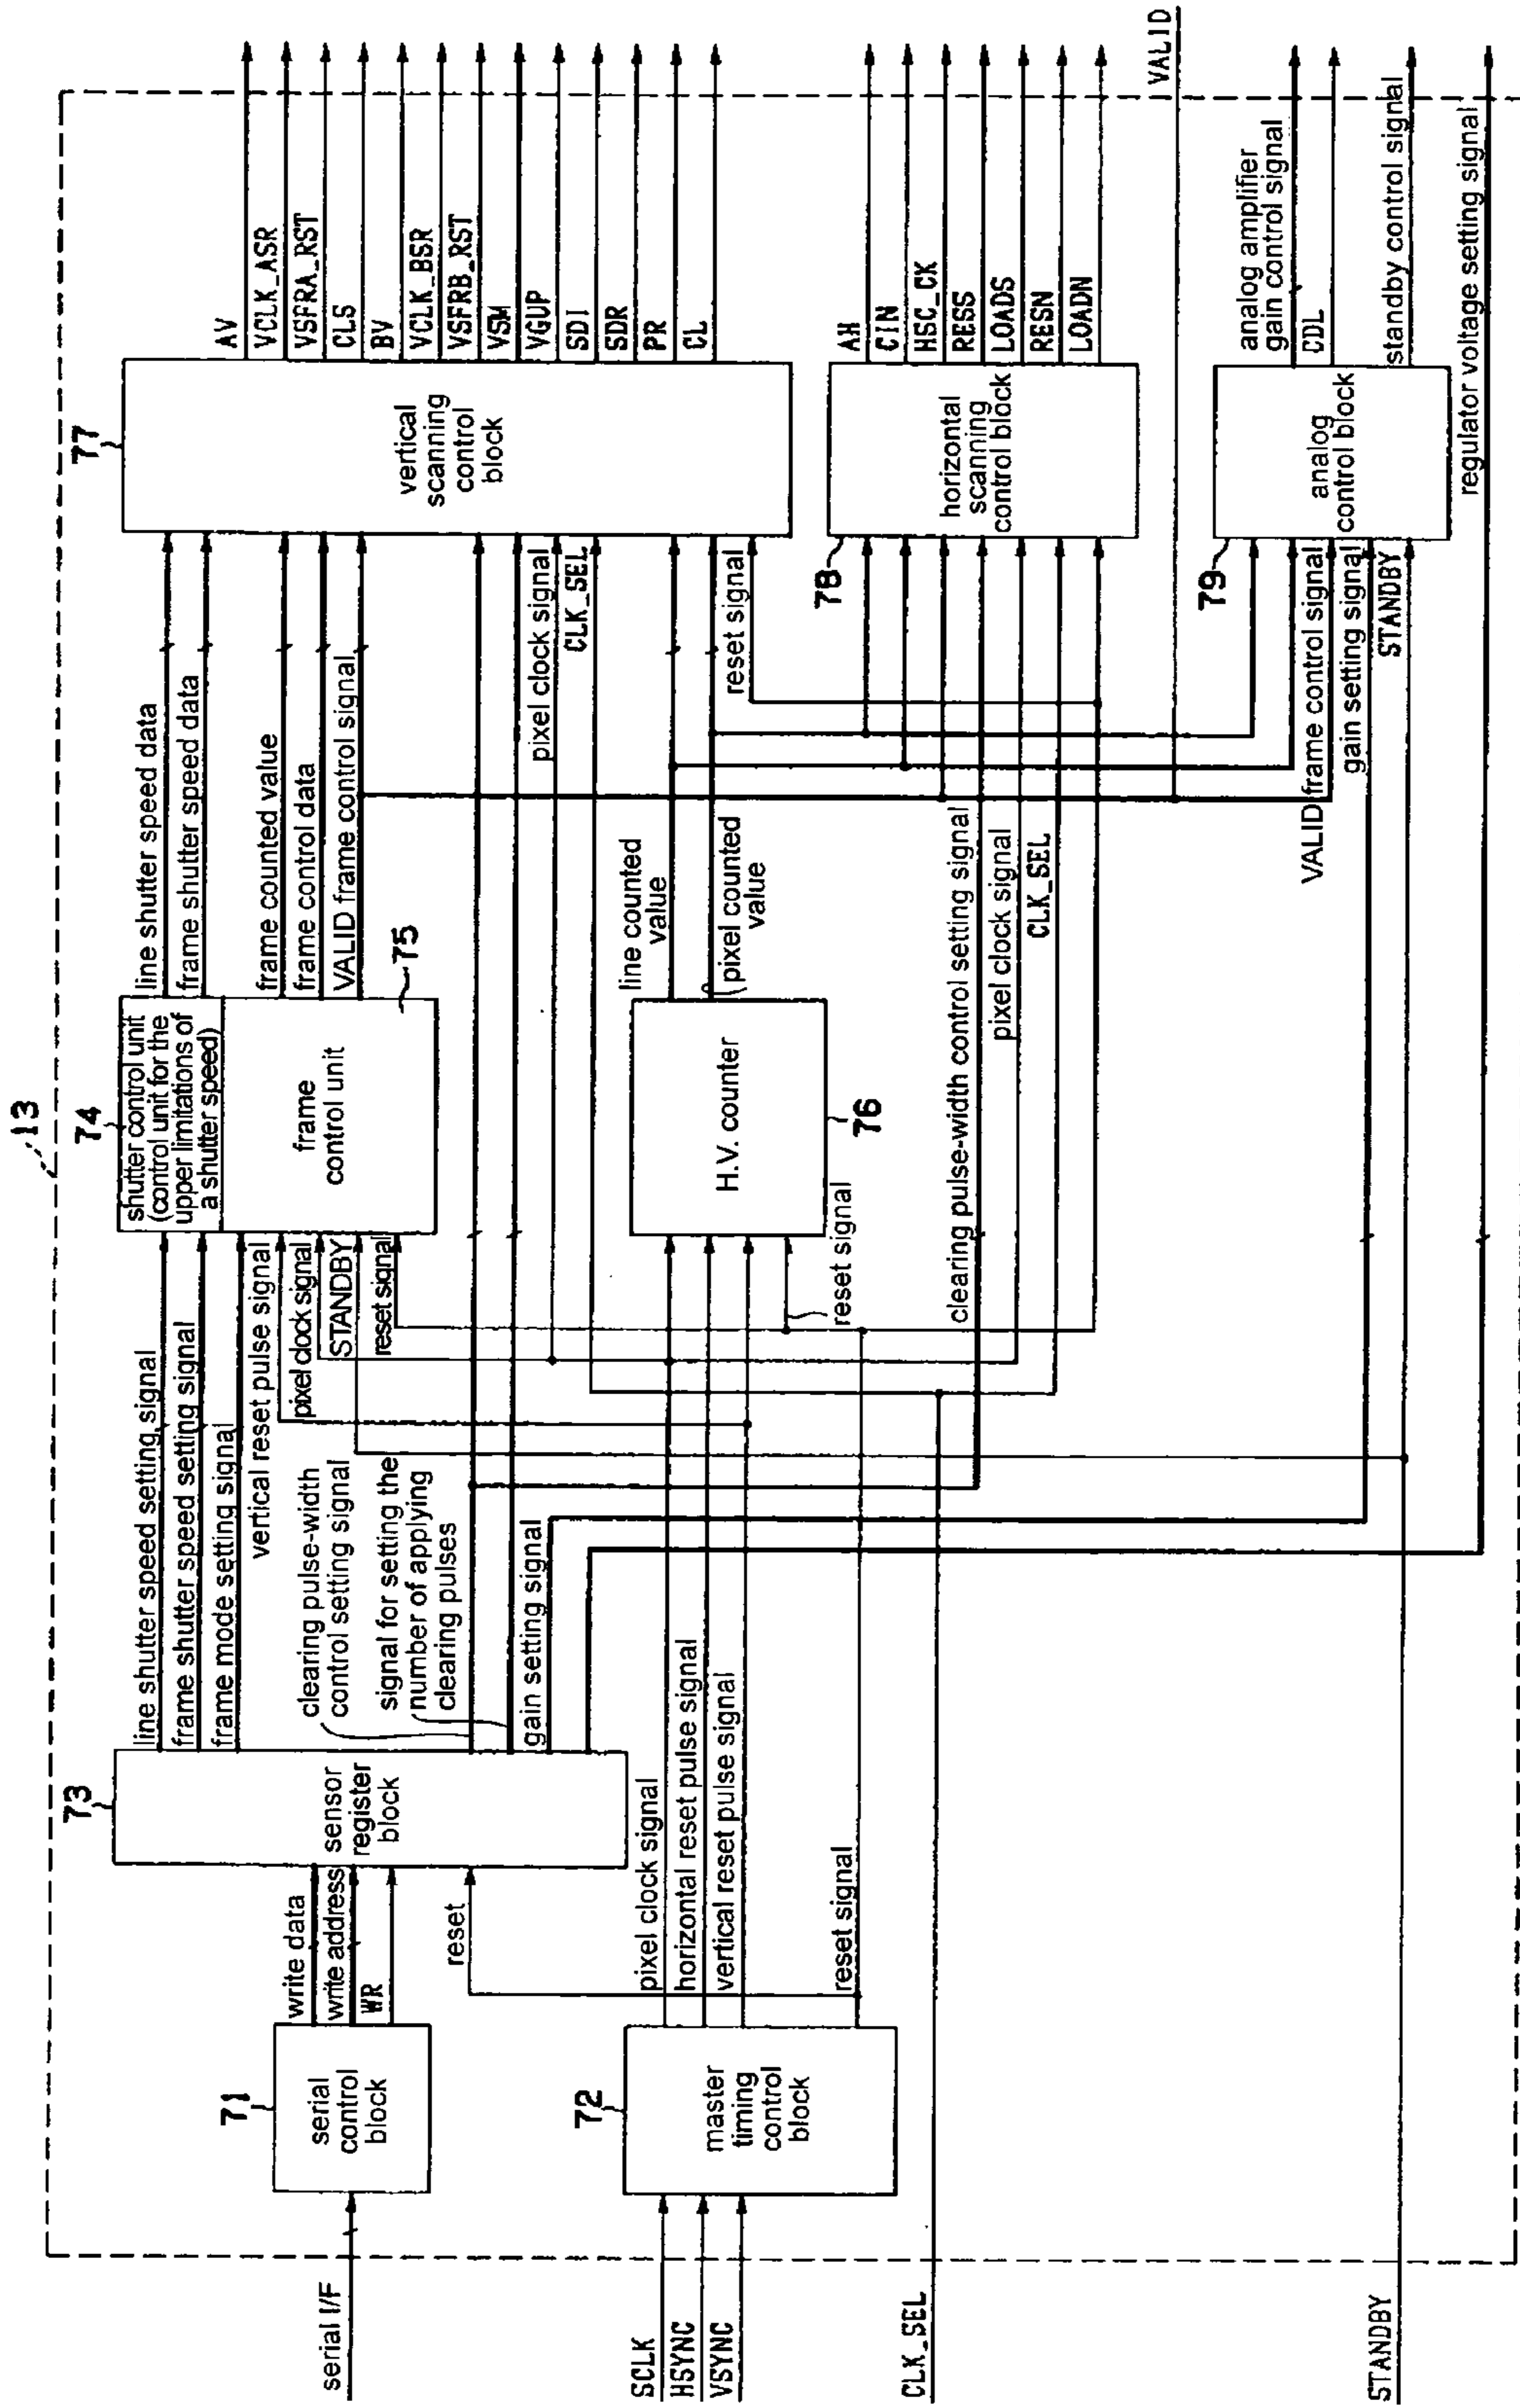 13
serial I/F
SCLK
HSYNC
VSYNC
CLK_SEL
STANDBY
71
serial
control
block
72
master
timing
control
block
write data
write address
WR
reset
pixel clock signal
horizontal reset pulse signal
vertical reset pulse signal
reset signal
73
sensor
register
block
line shutter speed setting signal
frame shutter speed setting signal
frame mode setting signal
vertical reset pulse signal
pixel clock signal
STANDBY
reset signal
clearing pulse-width
control setting signal
signal for setting the
number of applying
clearing pulses
gain setting signal
74
shutter control unit
(control unit for the
upper limitations of
a shutter speed)
frame
control unit
75
H.V. counter
76
reset signal
line shutter speed data
frame shutter speed data
frame counted value
frame control data
VALID frame control signal
line counted
value
pixel counted
value
clearing pulse-width control setting signal
pixel clock signal
CLK_SEL
pixel clock signal
CLK_SEL
reset signal
VALID frame control signal
gain setting signal
STANDBY
77
vertical
scanning
control
block
78
horizontal
scanning
control block
79
analog
control block
AV
VCLK_ASR
VSFRA_RST
CLS
BV
VCLK_BSR
VSFRB_RST
VSM
VGUP
SDI
SDR
PR
CL
AH
CIN
HSC_CK
RESS
LOADS
RESN
LOADN
VALID
analog amplifier
gain control signal
CDL
standby control signal
regulator voltage setting signal